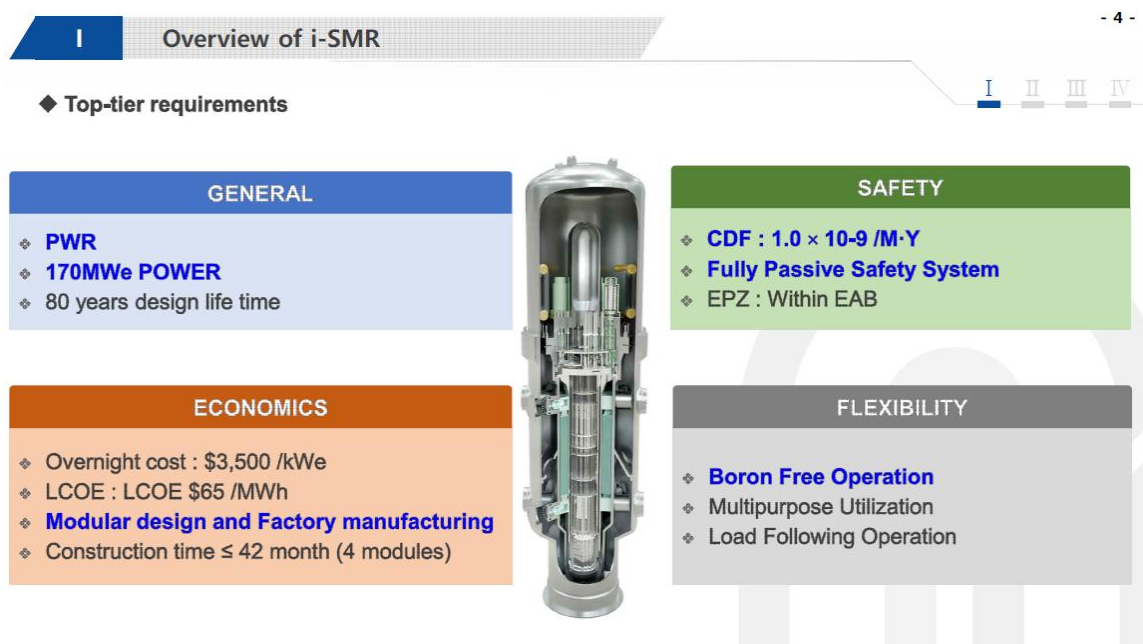 - 4 -
I
Overview of i-SMR
I II III IV
◆ Top-tier requirements
GENERAL
❖ PWR
❖ 170MWe POWER
❖ 80 years design life time
SAFETY
❖ CDF : 1.0 × 10-9 /M·Y
❖ Fully Passive Safety System
❖ EPZ : Within EAB
ECONOMICS
❖ Overnight cost : $3,500 /kWe
❖ LCOE : LCOE $65 /MWh
❖ Modular design and Factory manufacturing
❖ Construction time ≤ 42 month (4 modules)
FLEXIBILITY
❖ Boron Free Operation
❖ Multipurpose Utilization
❖ Load Following Operation